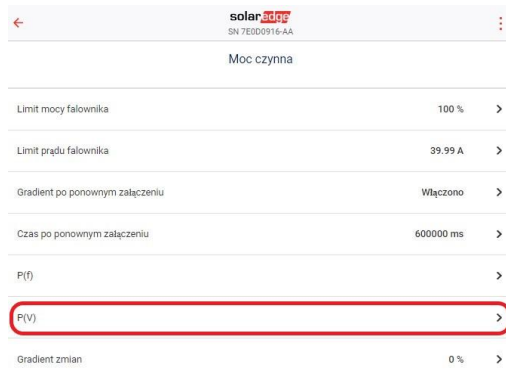 solaredge
SN 7E0D0916-AA
Moc czynna
Limit mocy falownika 100 %
Limit prądu falownika 39.99 A
Gradient po ponownym załączeniu Włączono
Czas po ponownym załączeniu 600000 ms
P(f)
P(V)
Gradient zmian 0 %